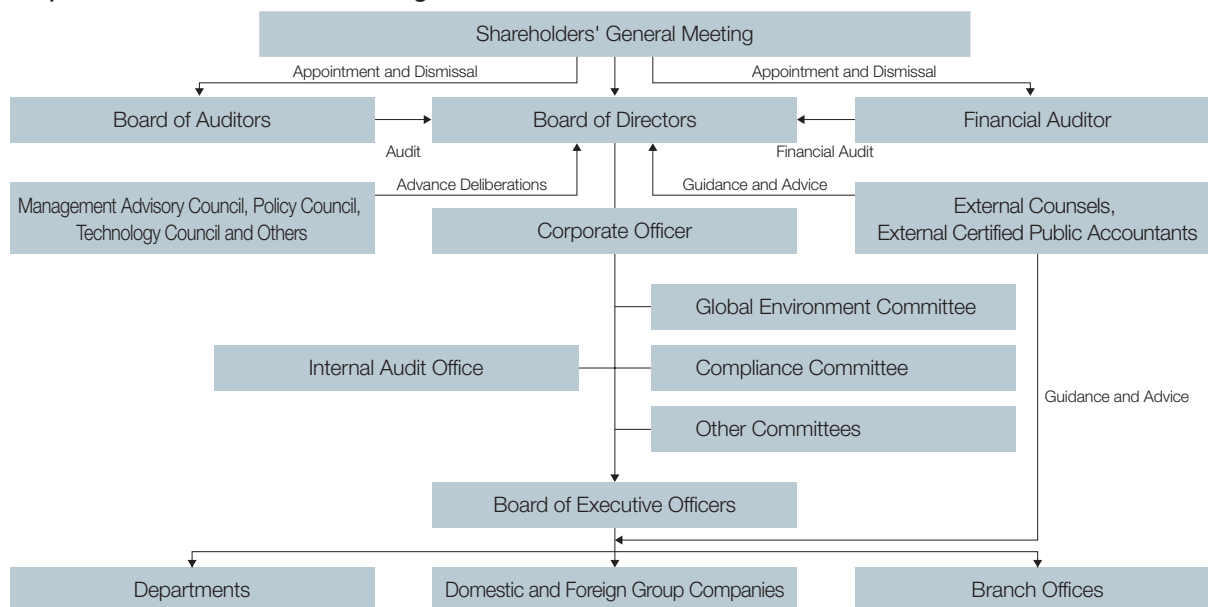 Shareholders' General Meeting
Appointment and Dismissal
Appointment and Dismissal
Board of Auditors
Board of Directors
Financial Auditor
Audit
Financial Audit
Advance Deliberations
Guidance and Advice
Management Advisory Council, Policy Council,
Technology Council and Others
Corporate Officer
External Counsels,
External Certified Public Accountants
Global Environment Committee
Internal Audit Office
Compliance Committee
Guidance and Advice
Other Committees
Board of Executive Officers
Departments
Domestic and Foreign Group Companies
Branch Offices